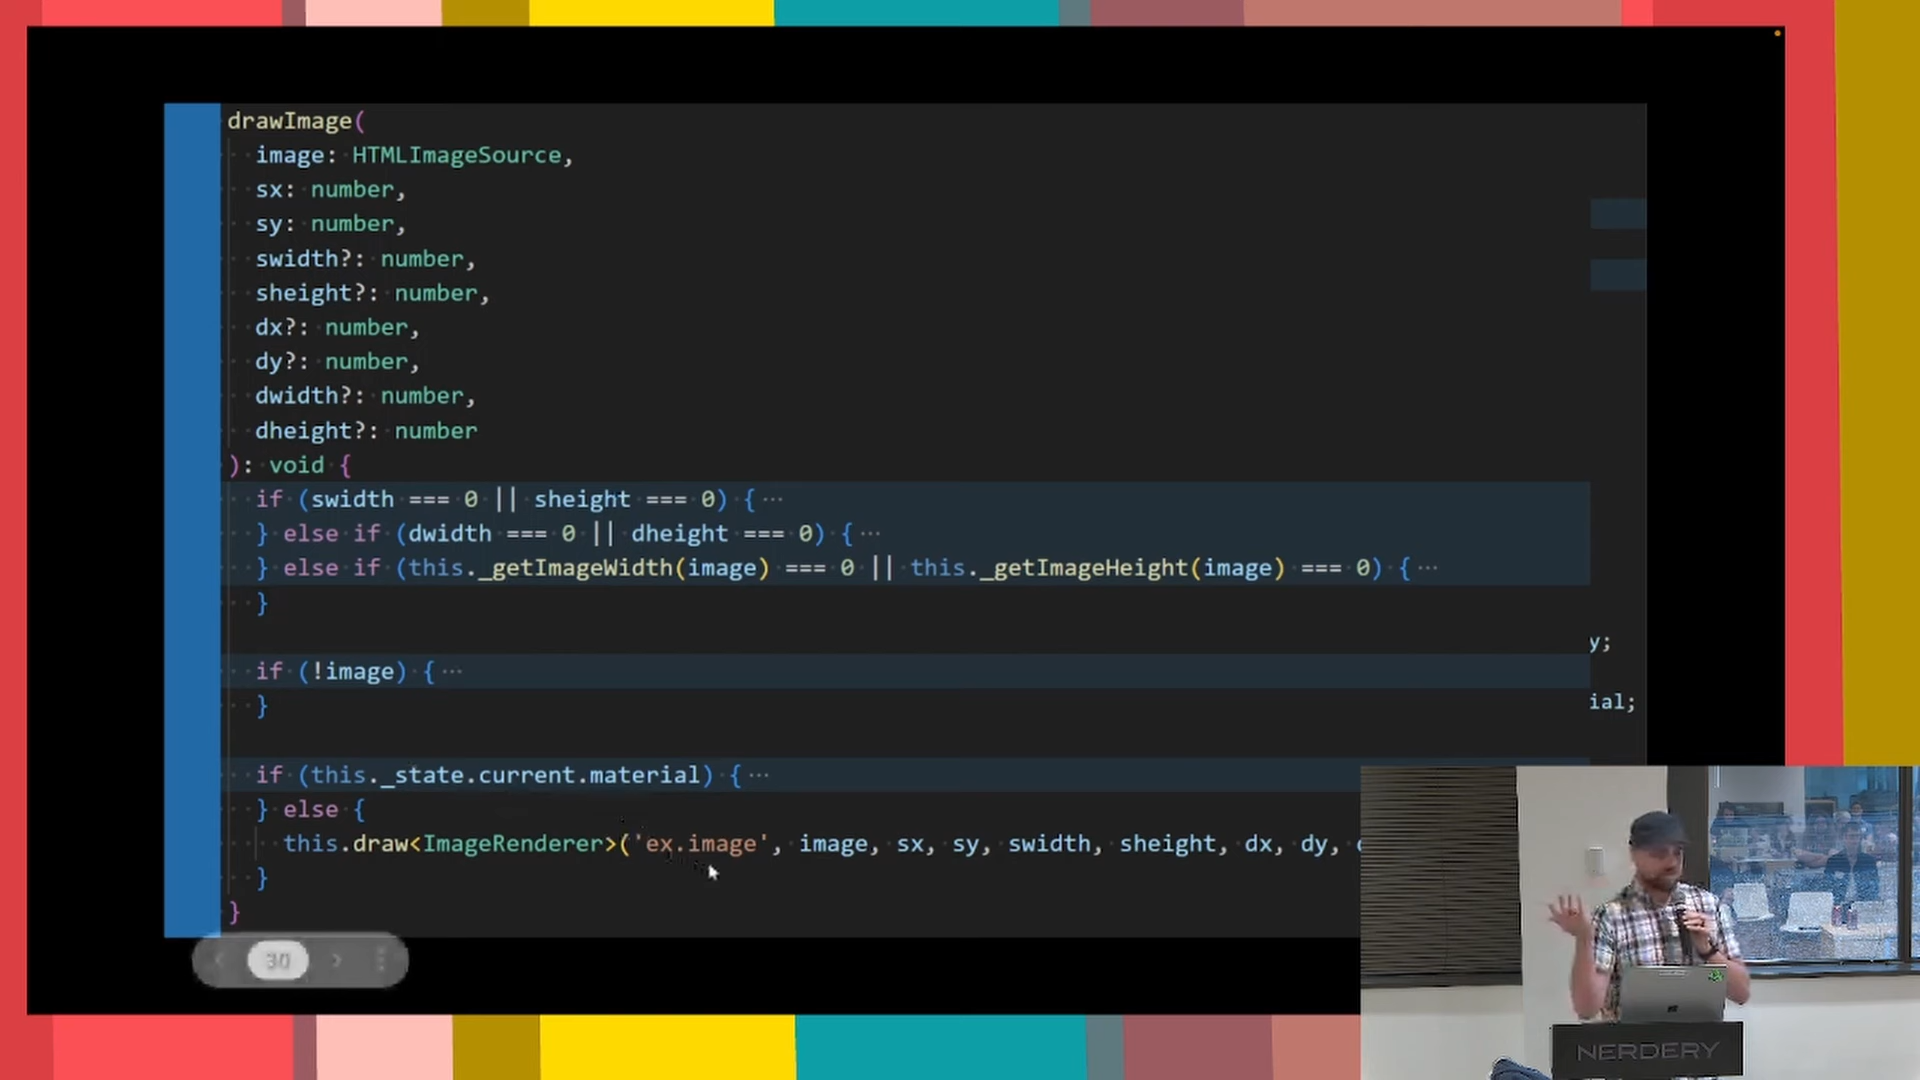 drawImage(
image: HTMLImageSource,
sx: number,
sy: number,
swidth?: number,
sheight?: number,
dx?: number,
dy?: number,
dwidth?: number,
dheight?: number
): void {
if (swidth === 0 || sheight === 0) { ···
} else if (dwidth === 0 || dheight === 0) { ···
} else if (this._getImageWidth(image) === 0 || this._getImageHeight(image) === 0) { ···
}
y;
if (!image) { ···
}
ial;
if (this._state.current.material) { ···
} else {
this.draw<ImageRenderer>('ex.image', image, sx, sy, swidth, sheight, dx, dy,
}
}
30
NERDERY